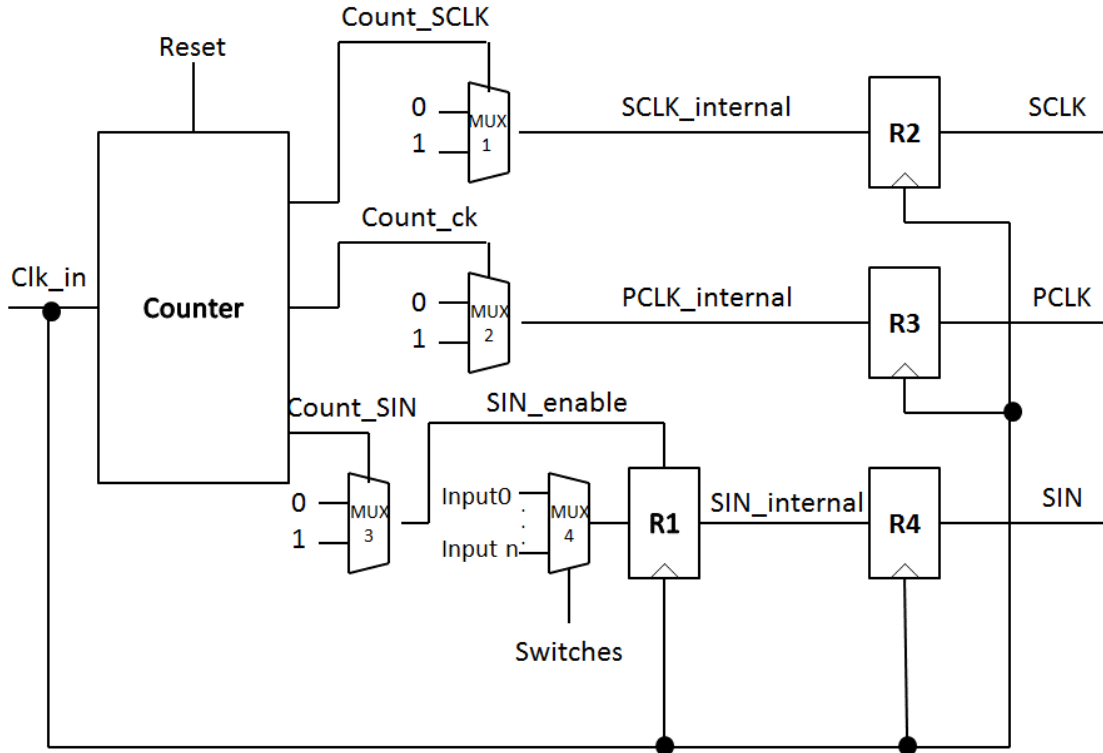 Count_SCLK
Reset
0
MUX
1
1
SCLK_internal
R2
SCLK
Count_ck
Clk_in
Counter
0
MUX
2
1
PCLK_internal
R3
PCLK
Count_SIN
SIN_enable
0
MUX
3
1
Input0
MUX
4
Input n
R1
SIN_internal
R4
SIN
Switches